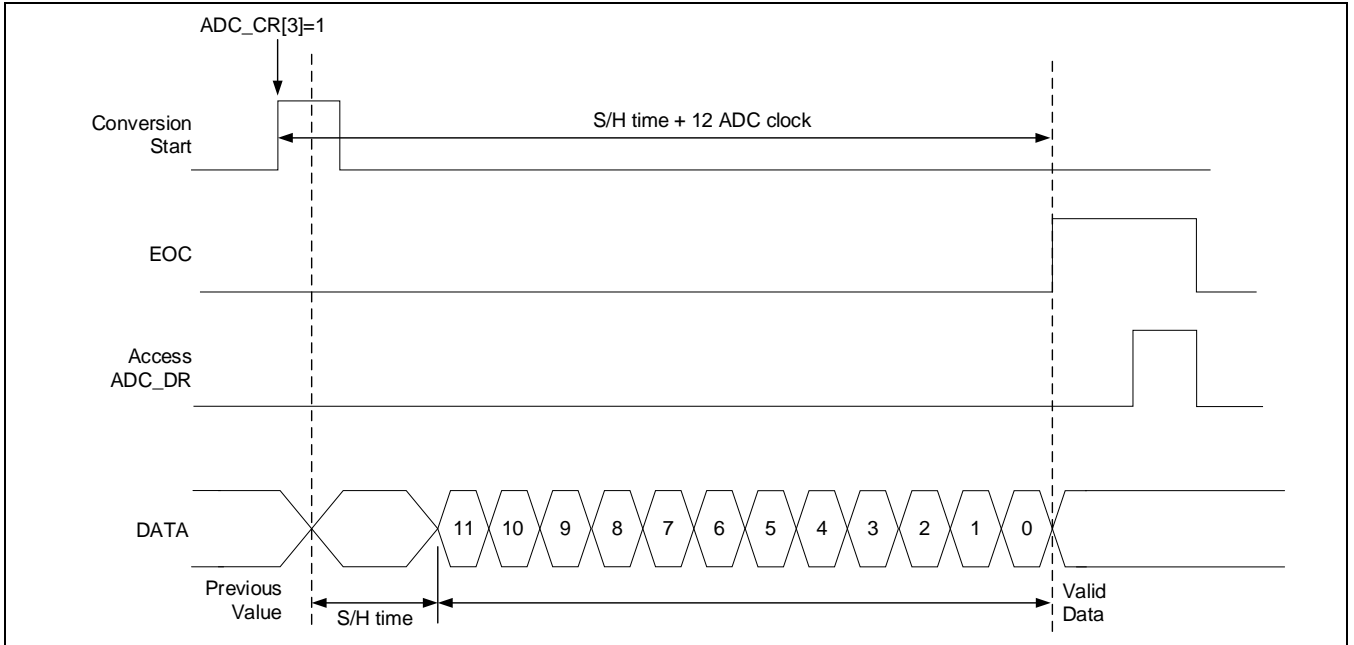 ADC_CR[3]=1
Conversion
Start
S/H time + 12 ADC clock
EOC
Access
ADC_DR
DATA
11 10 9 8 7 6 5 4 3 2 1 0
Previous
Value
S/H time
Valid
Data